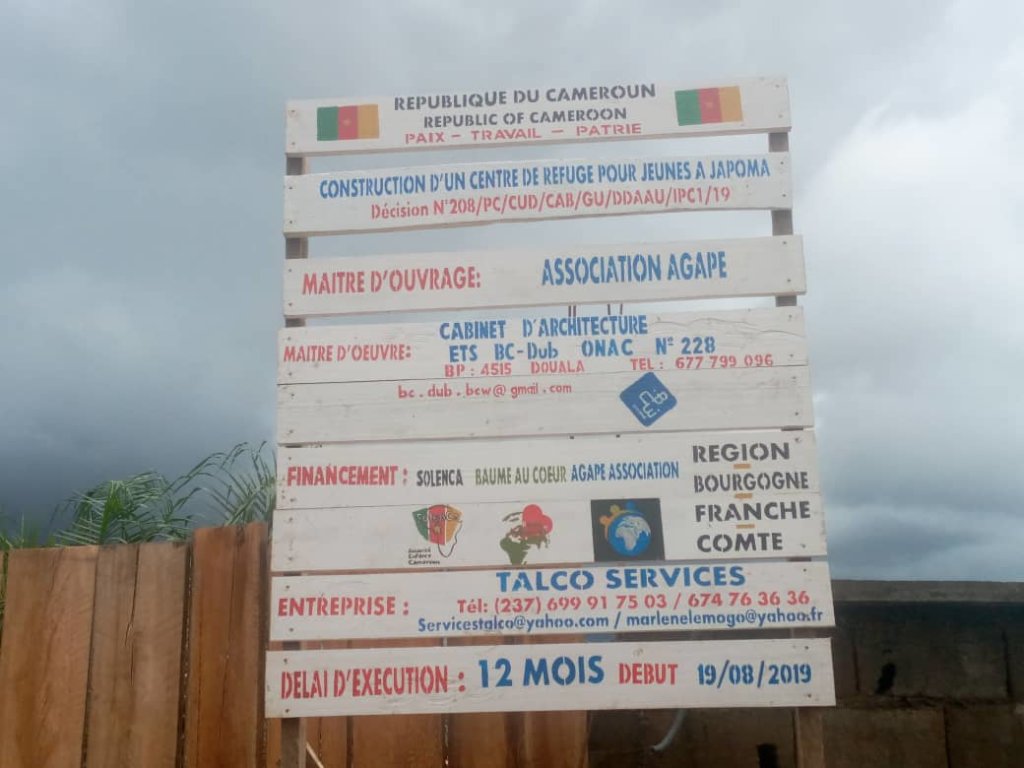 REPUBLIQUE DU CAMEROUN
REPUBLIC OF CAMEROON
PAIX - TRAVAIL - PATRIE
CONSTRUCTION D'UN CENTRE DE REFUGE POUR JEUNES A JAPOMA
Décision N°208/PC/CUD/CAB/GU/DDAAU/IPC1/19
MAITRE D'OUVRAGE: ASSOCIATION AGAPE
MAITRE D'OEUVRE: CABINET D'ARCHITECTURE
ETS BC-Dub ONAC N° 228
BP : 4515 DOUALA TEL : 677 799 096
bc.dub.bcw@gmail.com
FINANCEMENT : SOLENCA BAUME AU COEUR AGAPE ASSOCIATION
REGION
BOURGOGNE
FRANCHE
COMTE
ENTREPRISE : TALCO SERVICES
Tél: (237) 699 91 75 03 / 674 76 36 36
Servicestalco@yahoo.com / marlenelemogo@yahoo.fr
DELAI D'EXECUTION : 12 MOIS DEBUT 19/08/2019